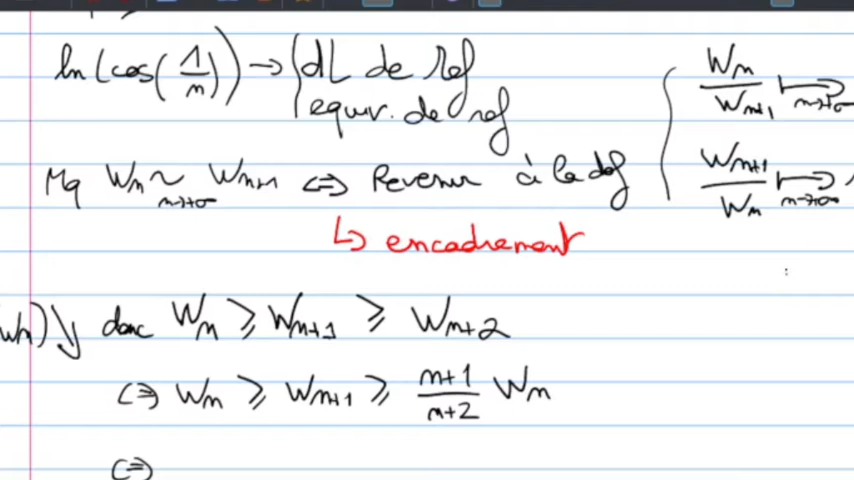 ln(cos(1/n)) → DL de ref
equiv. de ref
Wn/Wn+1 ⟼ n→+∞
Mq Wn ~ n→+∞ Wn+1 ⇔ Revenir à la def
Wn+1/Wn ⟼ n→+∞
↳ encadrement
(Wn)↘ donc Wn ⩾ Wn+1 ⩾ Wn+2
⇔ Wn ⩾ Wn+1 ⩾ n+1/n+2 Wn
⇔